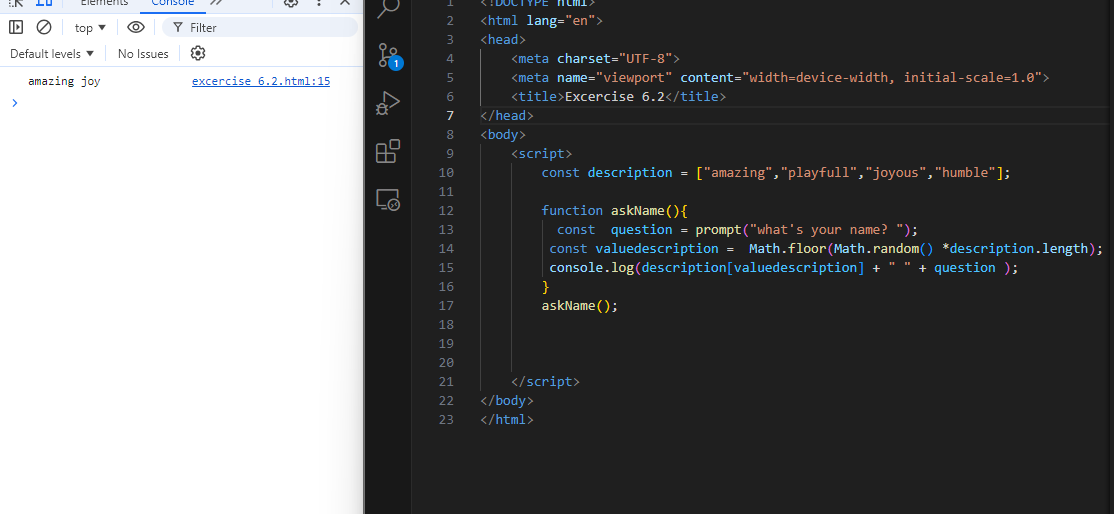 Elements
Console
top
Filter
Default levels
No Issues
amazing joy
excercise 6.2.html:15
1
1 <!DOCTYPE html>
2 <html lang="en">
3 <head>
4 <meta charset="UTF-8">
5 <meta name="viewport" content="width=device-width, initial-scale=1.0">
6 <title>Excercise 6.2</title>
7 </head>
8 <body>
9 <script>
10 const description = ["amazing","playfull","joyous","humble"];
11
12 function askName(){
13 const  question = prompt("what's your name? ");
14 const valuedescription =  Math.floor(Math.random() *description.length);
15 console.log(description[valuedescription] + " " + question );
16 }
17 askName();
18
19
20
21 </script>
22 </body>
23 </html>